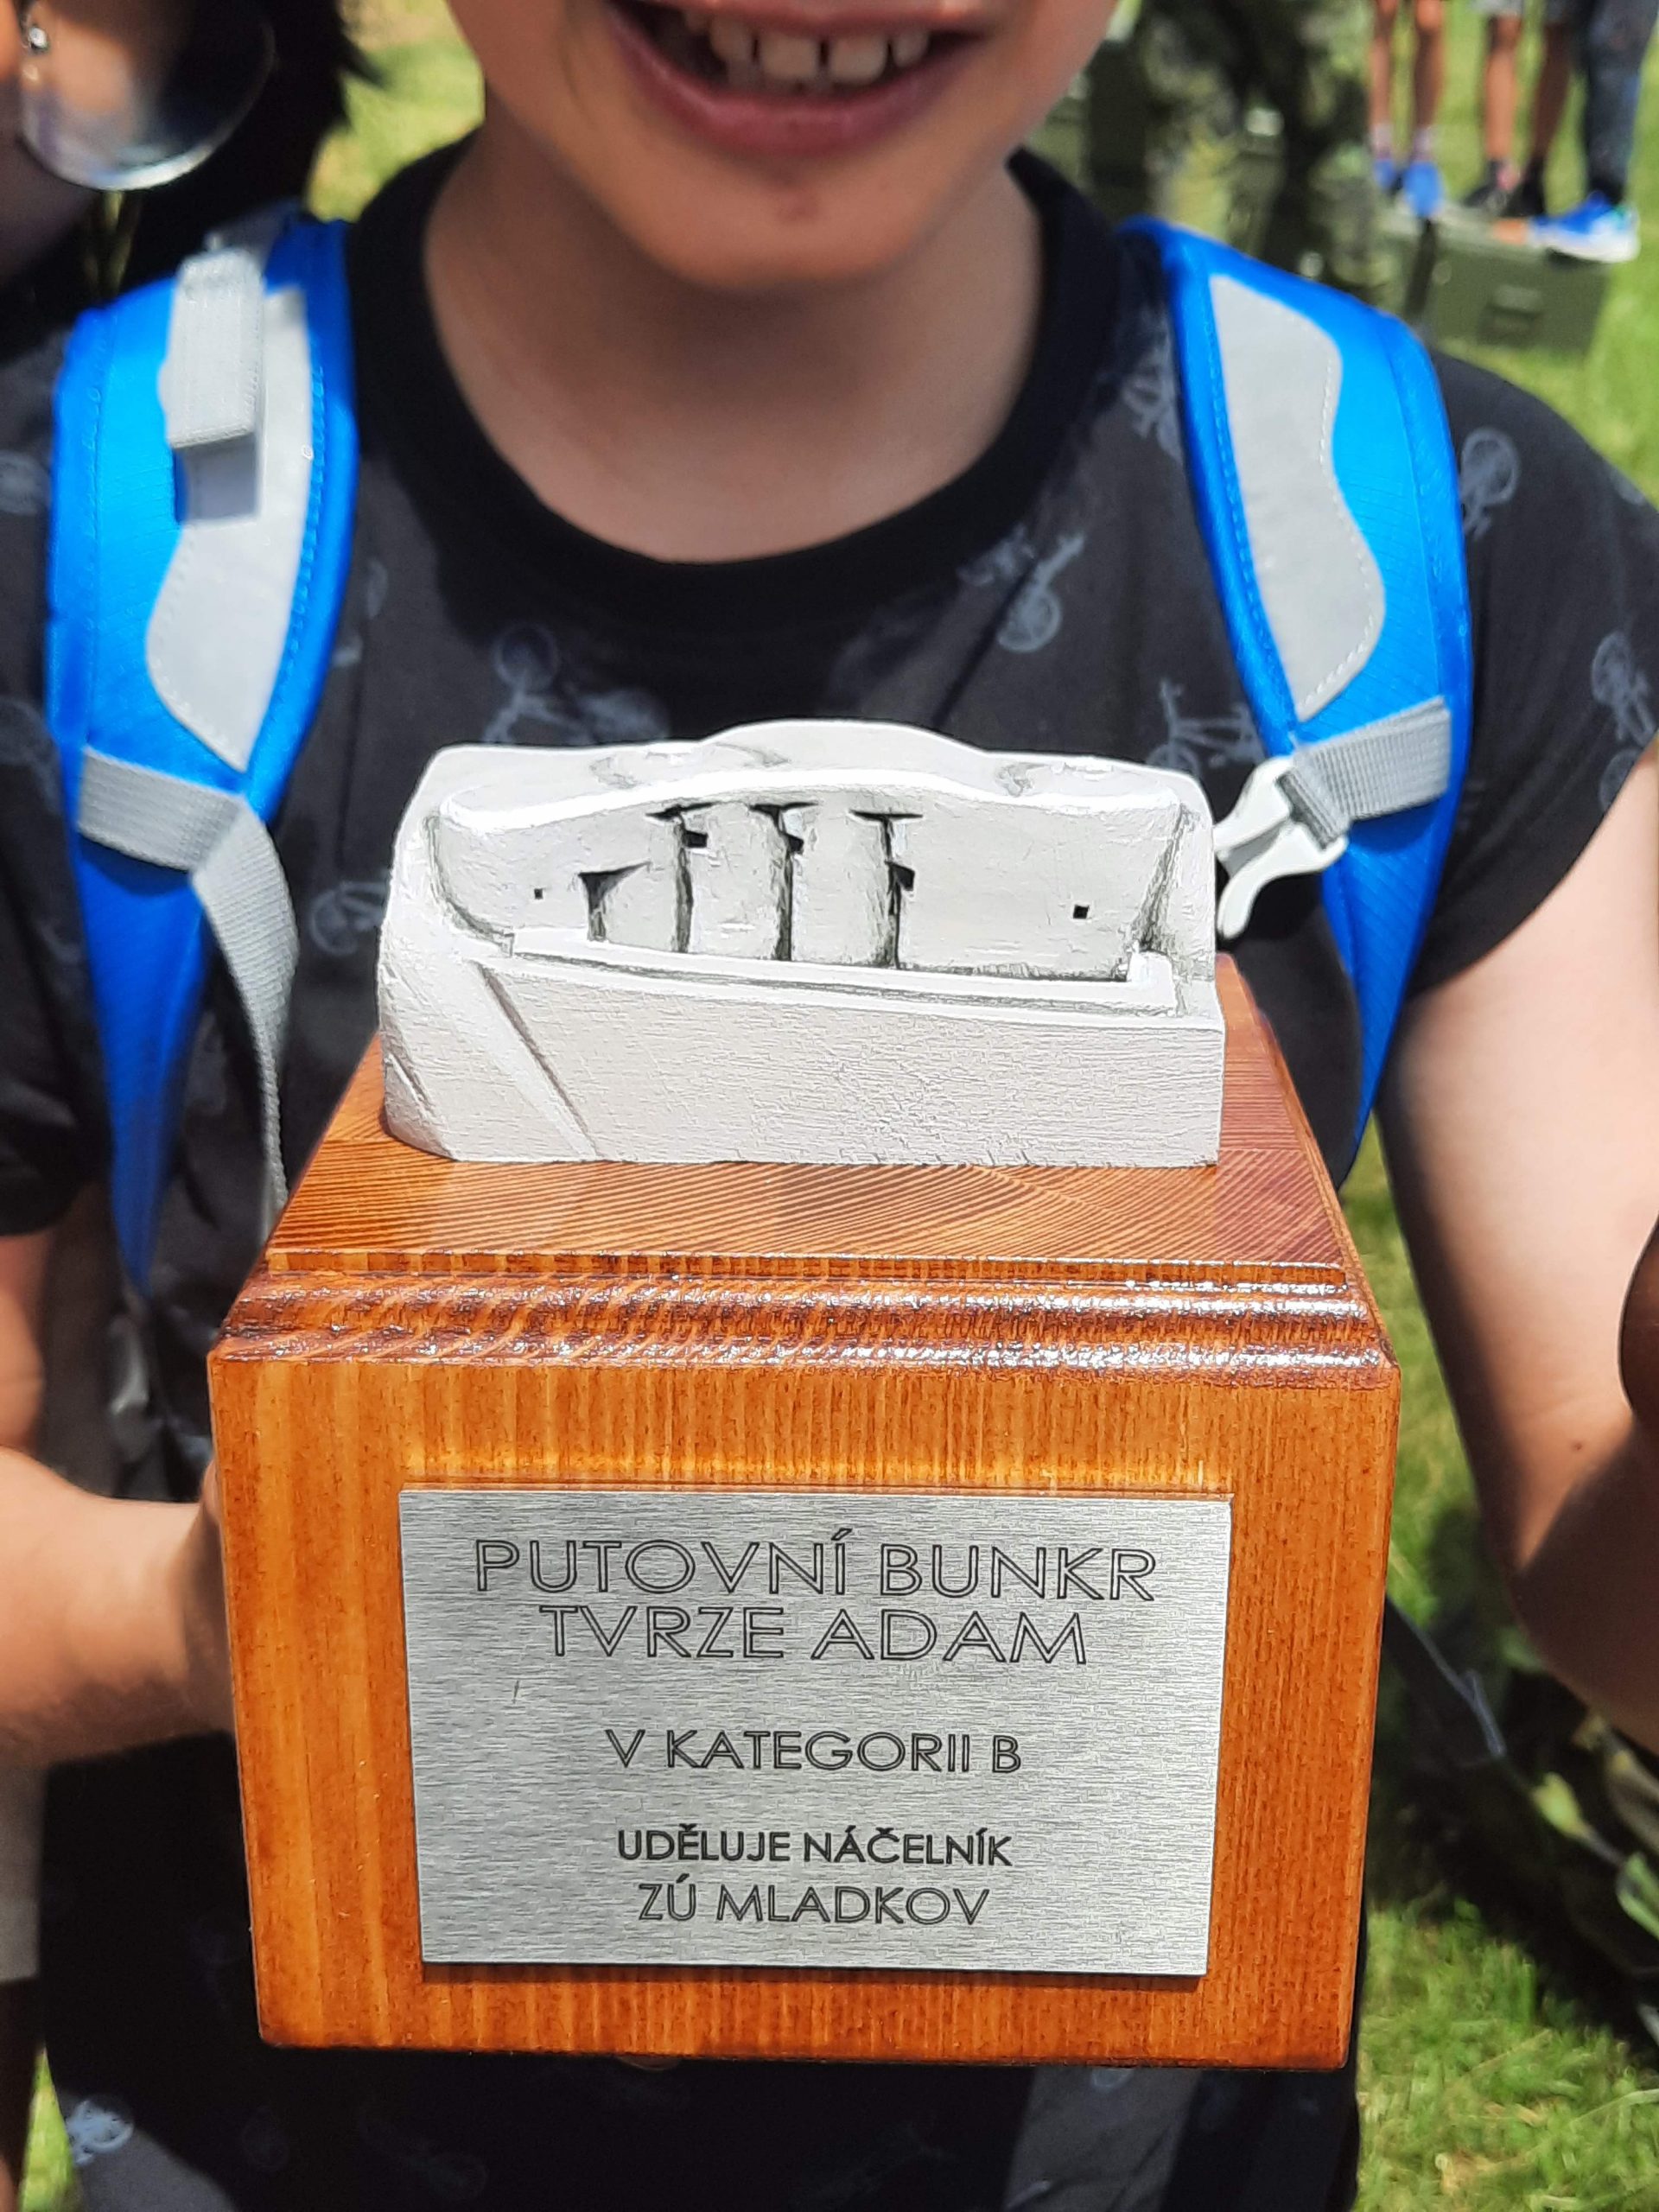 PUTOVNÍ BUNKR
TVRZE ADAM
V KATEGORII B
UDĚLUJE NÁČELNÍK
ZÚ MLADKOV